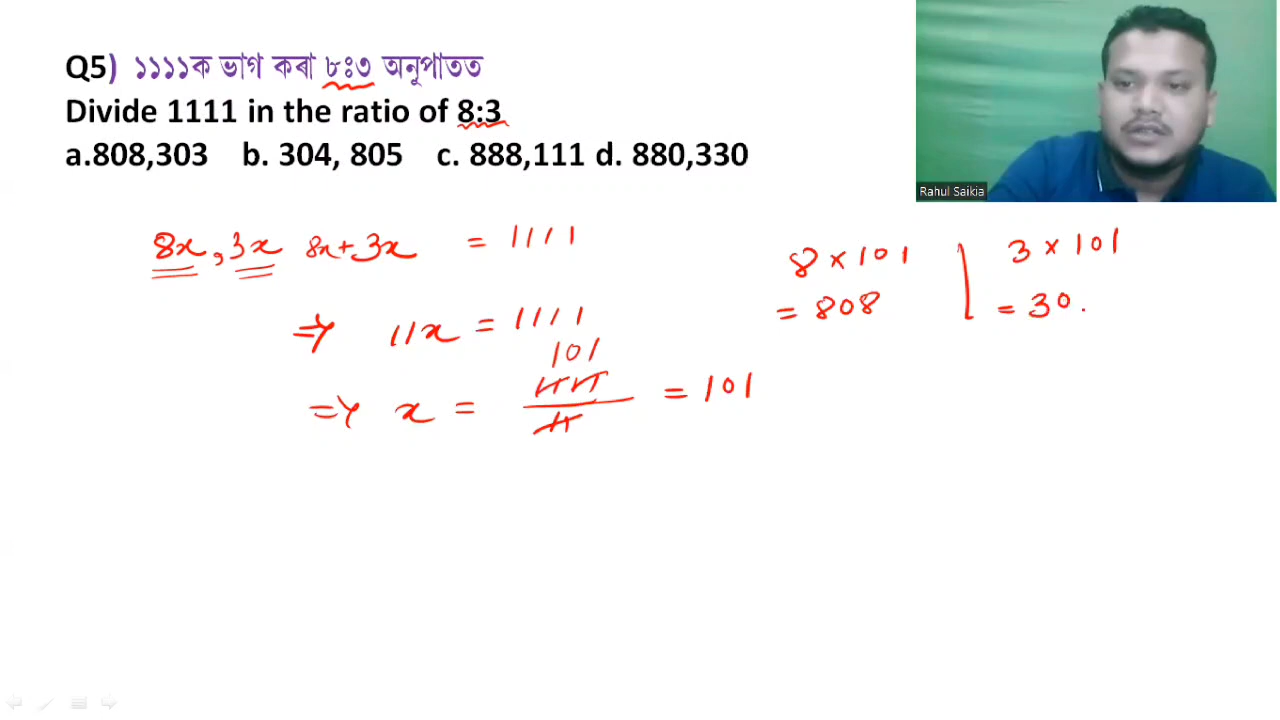 Q5) ১১১১ক ভাগ কৰা ৮ঃ৩ অনুপাতত
Divide 1111 in the ratio of 8:3
a.808,303 b. 304, 805 c. 888,111 d. 880,330
Rahul Saikia
8x, 3x 8x+3x = 1111
=> 11x = 1111
101
=> x = 1111/11 = 101
8 × 101
= 808
3 × 101
= 30.